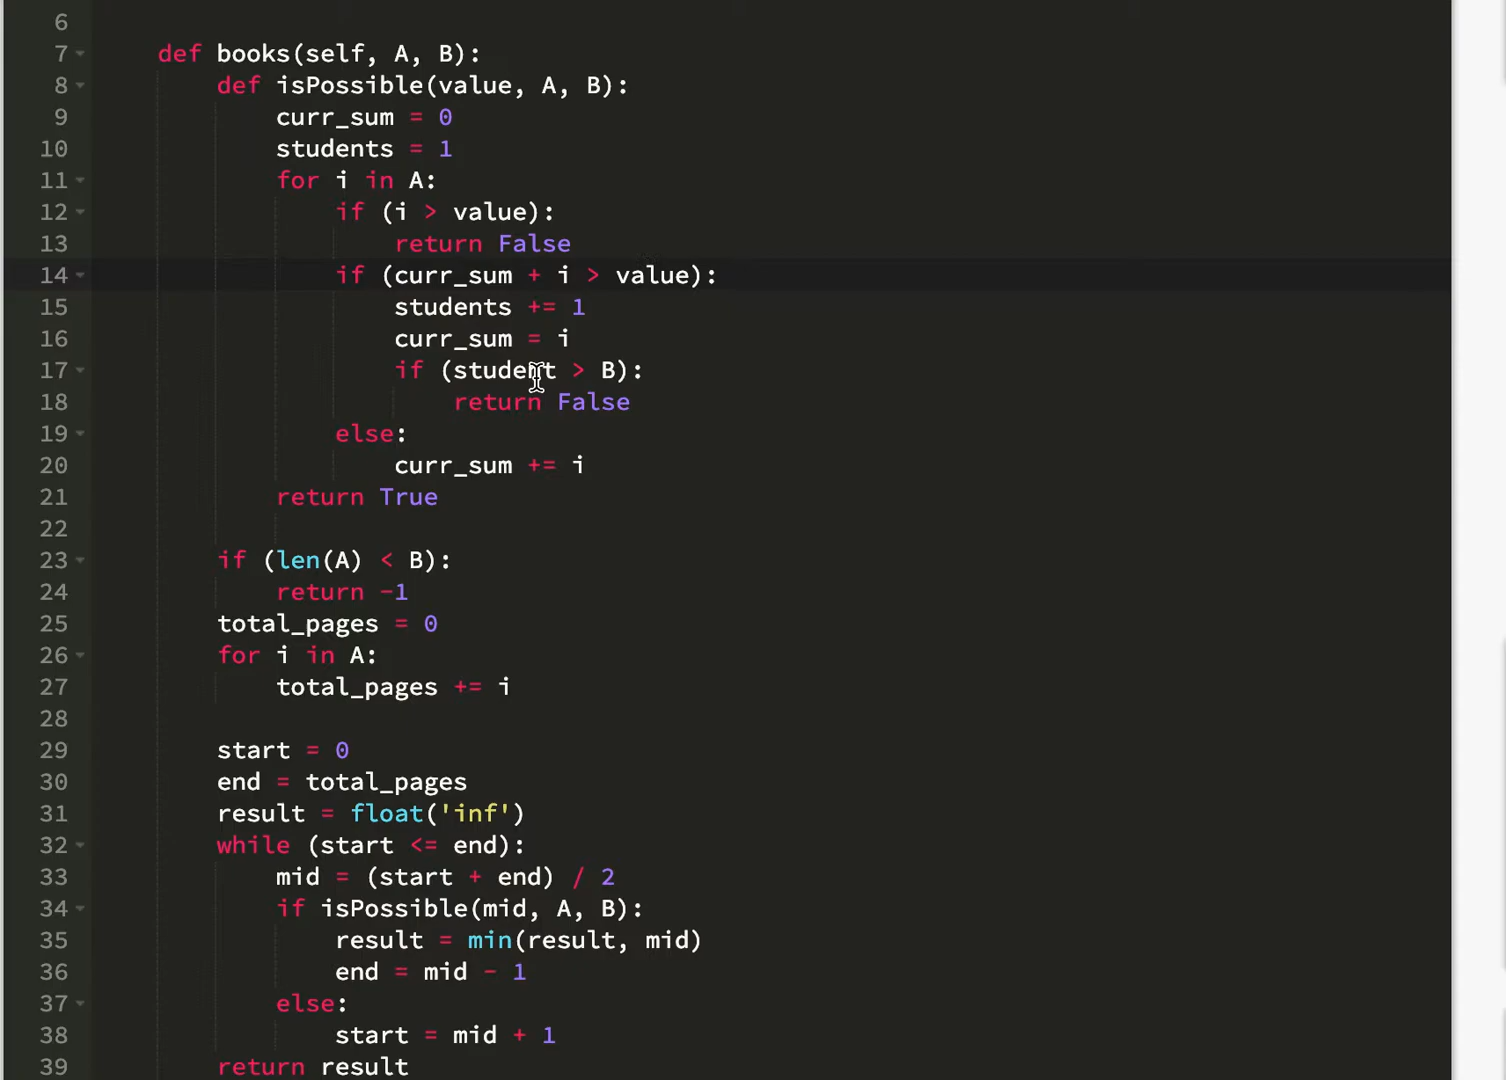 6
7 def books(self, A, B):
8 def isPossible(value, A, B):
9 curr_sum = 0
10 students = 1
11 for i in A:
12 if (i > value):
13 return False
14 if (curr_sum + i > value):
15 students += 1
16 curr_sum = i
17 if (student > B):
18 return False
19 else:
20 curr_sum += i
21 return True
22
23 if (len(A) < B):
24 return -1
25 total_pages = 0
26 for i in A:
27 total_pages += i
28
29 start = 0
30 end = total_pages
31 result = float('inf')
32 while (start <= end):
33 mid = (start + end) / 2
34 if isPossible(mid, A, B):
35 result = min(result, mid)
36 end = mid - 1
37 else:
38 start = mid + 1
39 return result